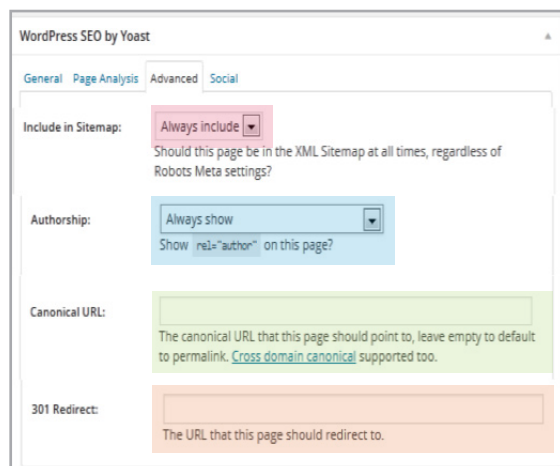 WordPress SEO by Yoast
General Page Analysis Advanced Social
Include in Sitemap: Always include
Should this page be in the XML Sitemap at all times, regardless of
Robots Meta settings?
Authorship: Always show
Show rel="author" on this page?
Canonical URL:
The canonical URL that this page should point to, leave empty to default
to permalink. Cross domain canonical supported too.
301 Redirect:
The URL that this page should redirect to.